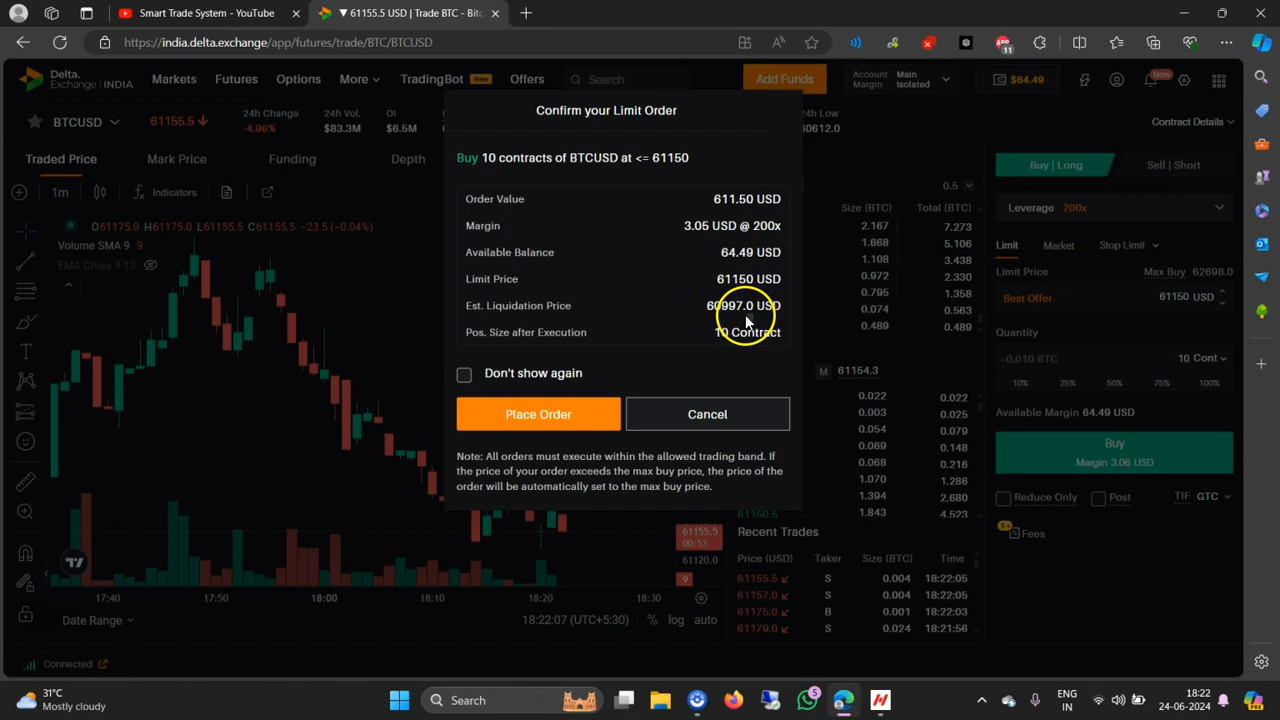 Smart Trade System - YouTube
▼ 61155.5 USD | Trade BTC - Bitc
https://india.delta.exchange/app/futures/trade/BTC/BTCUSD
11
Delta.
Exchange INDIA
Markets
Futures
Options
More
TradingBot New
Offers
Search
Add Funds
Account Main
Margin Isolated
$64.49
New
BTCUSD
61155.5
24h Change
-4.96%
24h Vol.
$83.3M
OI
$6.5M
24h Low
60612.0
Contract Details
Traded Price
Mark Price
Funding
Depth
1m
Indicators
O61175.0
L61155.5 C61155.5 -23.5 (-0.04%)
Volume SMA 9 9
EMA Cross 9 13
61155.5
00:53
61120.0
9
17:40
17:50
18:00
18:10
18:20
18:30
Date Range
18:22:07 (UTC+5:30)
%
log
auto
Connected
Confirm your Limit Order
Buy 10 contracts of BTCUSD at <= 61150
Order Value 611.50 USD
Margin 3.05 USD @ 200x
Available Balance 64.49 USD
Limit Price 61150 USD
Est. Liquidation Price 60997.0 USD
Pos. Size after Execution 10 Contract
Don't show again
Place Order
Cancel
Note: All orders must execute within the allowed trading band. If
the price of your order exceeds the max buy price, the price of the
order will be automatically set to the max buy price.
0.5
Size (BTC) Total (BTC)
2.167 7.273
1.668 5.106
1.108 3.438
0.972 2.330
0.795 1.358
0.074 0.563
0.489 0.489
M 61154.3
0.022 0.022
0.003 0.025
0.054 0.079
0.069 0.148
0.068 0.216
1.070 1.286
1.394 2.680
61150.5 1.843 4.523
Recent Trades
Price (USD) Taker Size (BTC) Time
61155.5 S 0.004 18:22:05
61157.0 S 0.004 18:22:05
61175.0 B 0.001 18:22:03
61179.0 S 0.024 18:21:56
Buy | Long
Sell | Short
Leverage 200x
Limit
Market
Stop Limit
Limit Price
Max Buy 62698.0
Best Offer
61150 USD
Quantity
~0.010 BTC
10 Cont
10%
25%
50%
75%
100%
Available Margin 64.49 USD
Buy
Margin 3.06 USD
Reduce Only
Post
TIF GTC
Fees
31°C
Mostly cloudy
Search
5
ENG
IN
18:22
24-06-2024